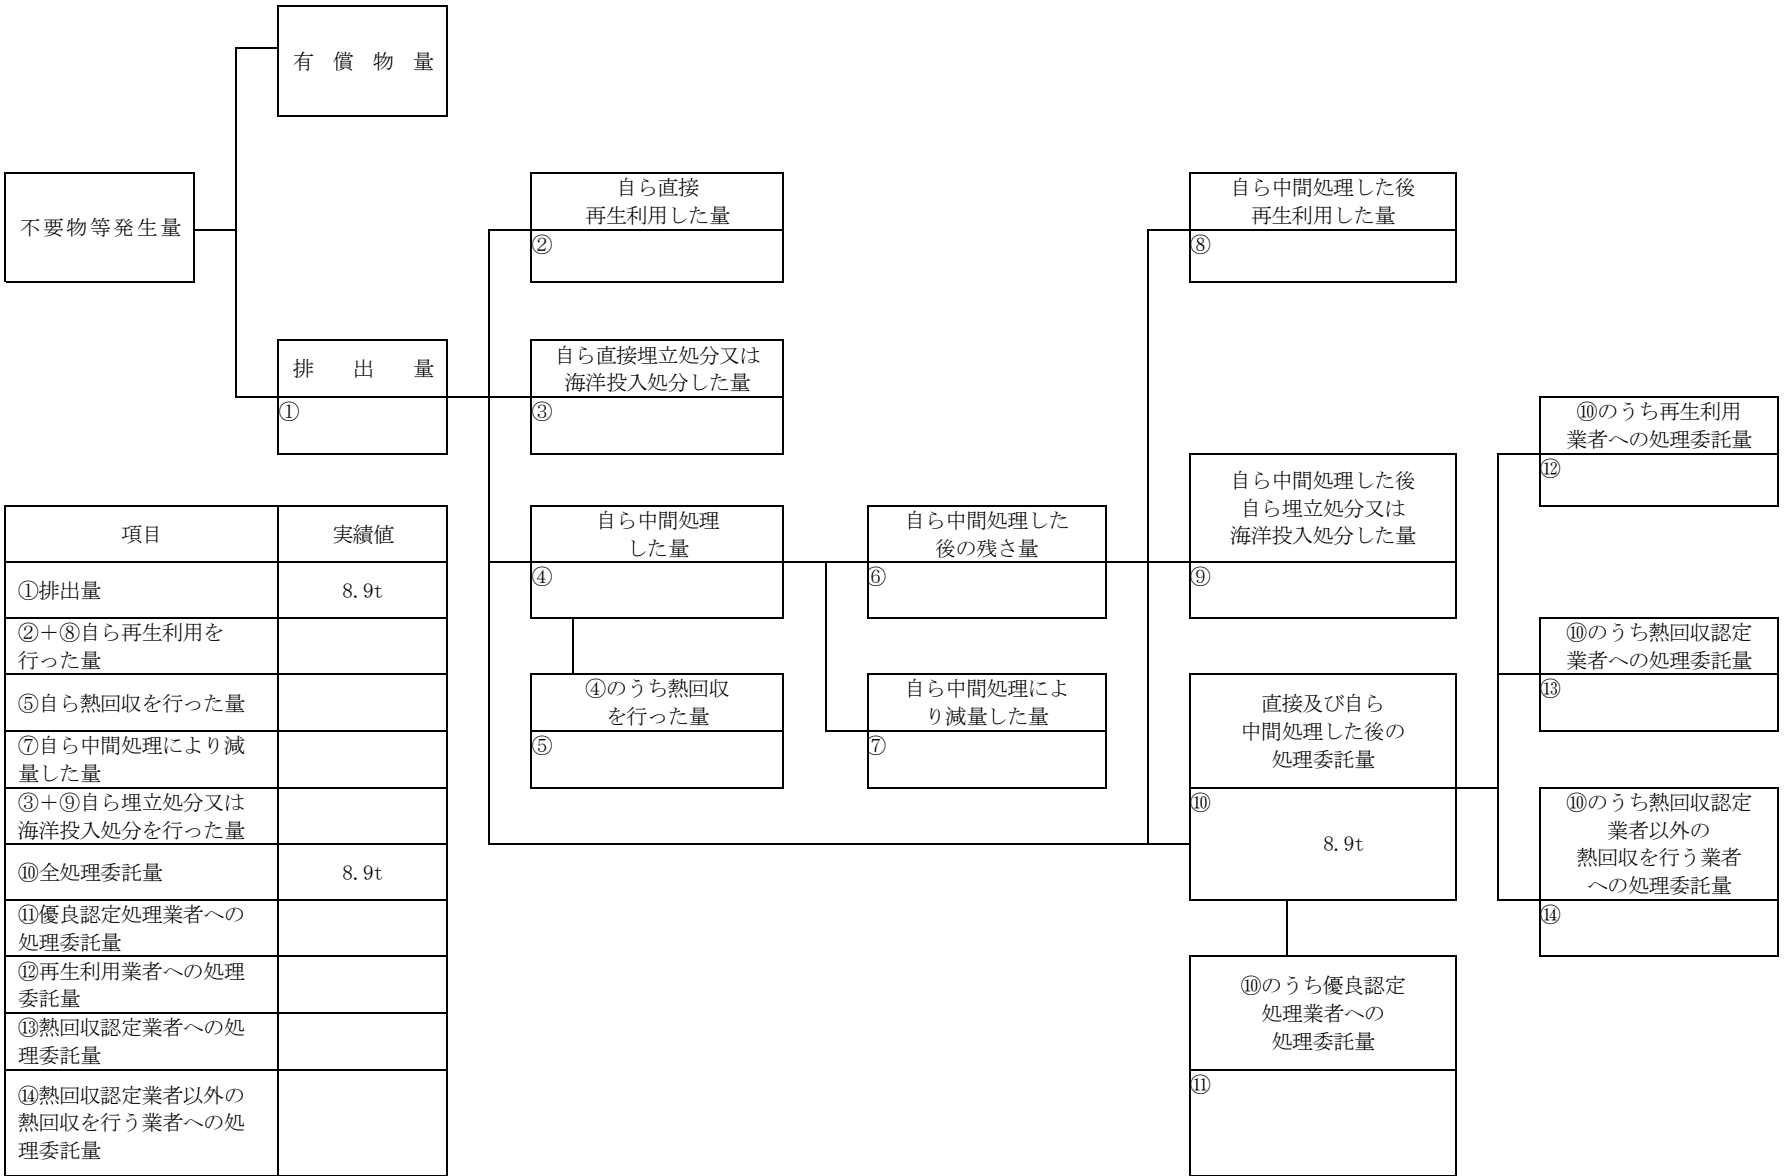 有償物量
不要物等発生量
自ら直接
再生利用した量
②
自ら中間処理した後
再生利用した量
⑧
排出量
①
自ら直接埋立処分又は
海洋投入処分した量
③
⑩のうち再生利用
業者への処理委託量
⑫
自ら中間処理した後
自ら埋立処分又は
海洋投入処分した量
⑨
自ら中間処理
した量
④
自ら中間処理した
後の残さ量
⑥
⑩のうち熱回収認定
業者への処理委託量
⑬
④のうち熱回収
を行った量
⑤
自ら中間処理によ
り減量した量
⑦
直接及び自ら
中間処理した後の
処理委託量
⑩
8.9t
⑩のうち熱回収認定
業者以外の
熱回収を行う業者
への処理委託量
⑭
⑩のうち優良認定
処理業者への
処理委託量
⑪
項目 実績値
①排出量 8.9t
②＋⑧自ら再生利用を
行った量
⑤自ら熱回収を行った量
⑦自ら中間処理により減
量した量
③＋⑨自ら埋立処分又は
海洋投入処分を行った量
⑩全処理委託量 8.9t
⑪優良認定処理業者への
処理委託量
⑫再生利用業者への処理
委託量
⑬熱回収認定業者への処
理委託量
⑭熱回収認定業者以外の
熱回収を行う業者への処
理委託量